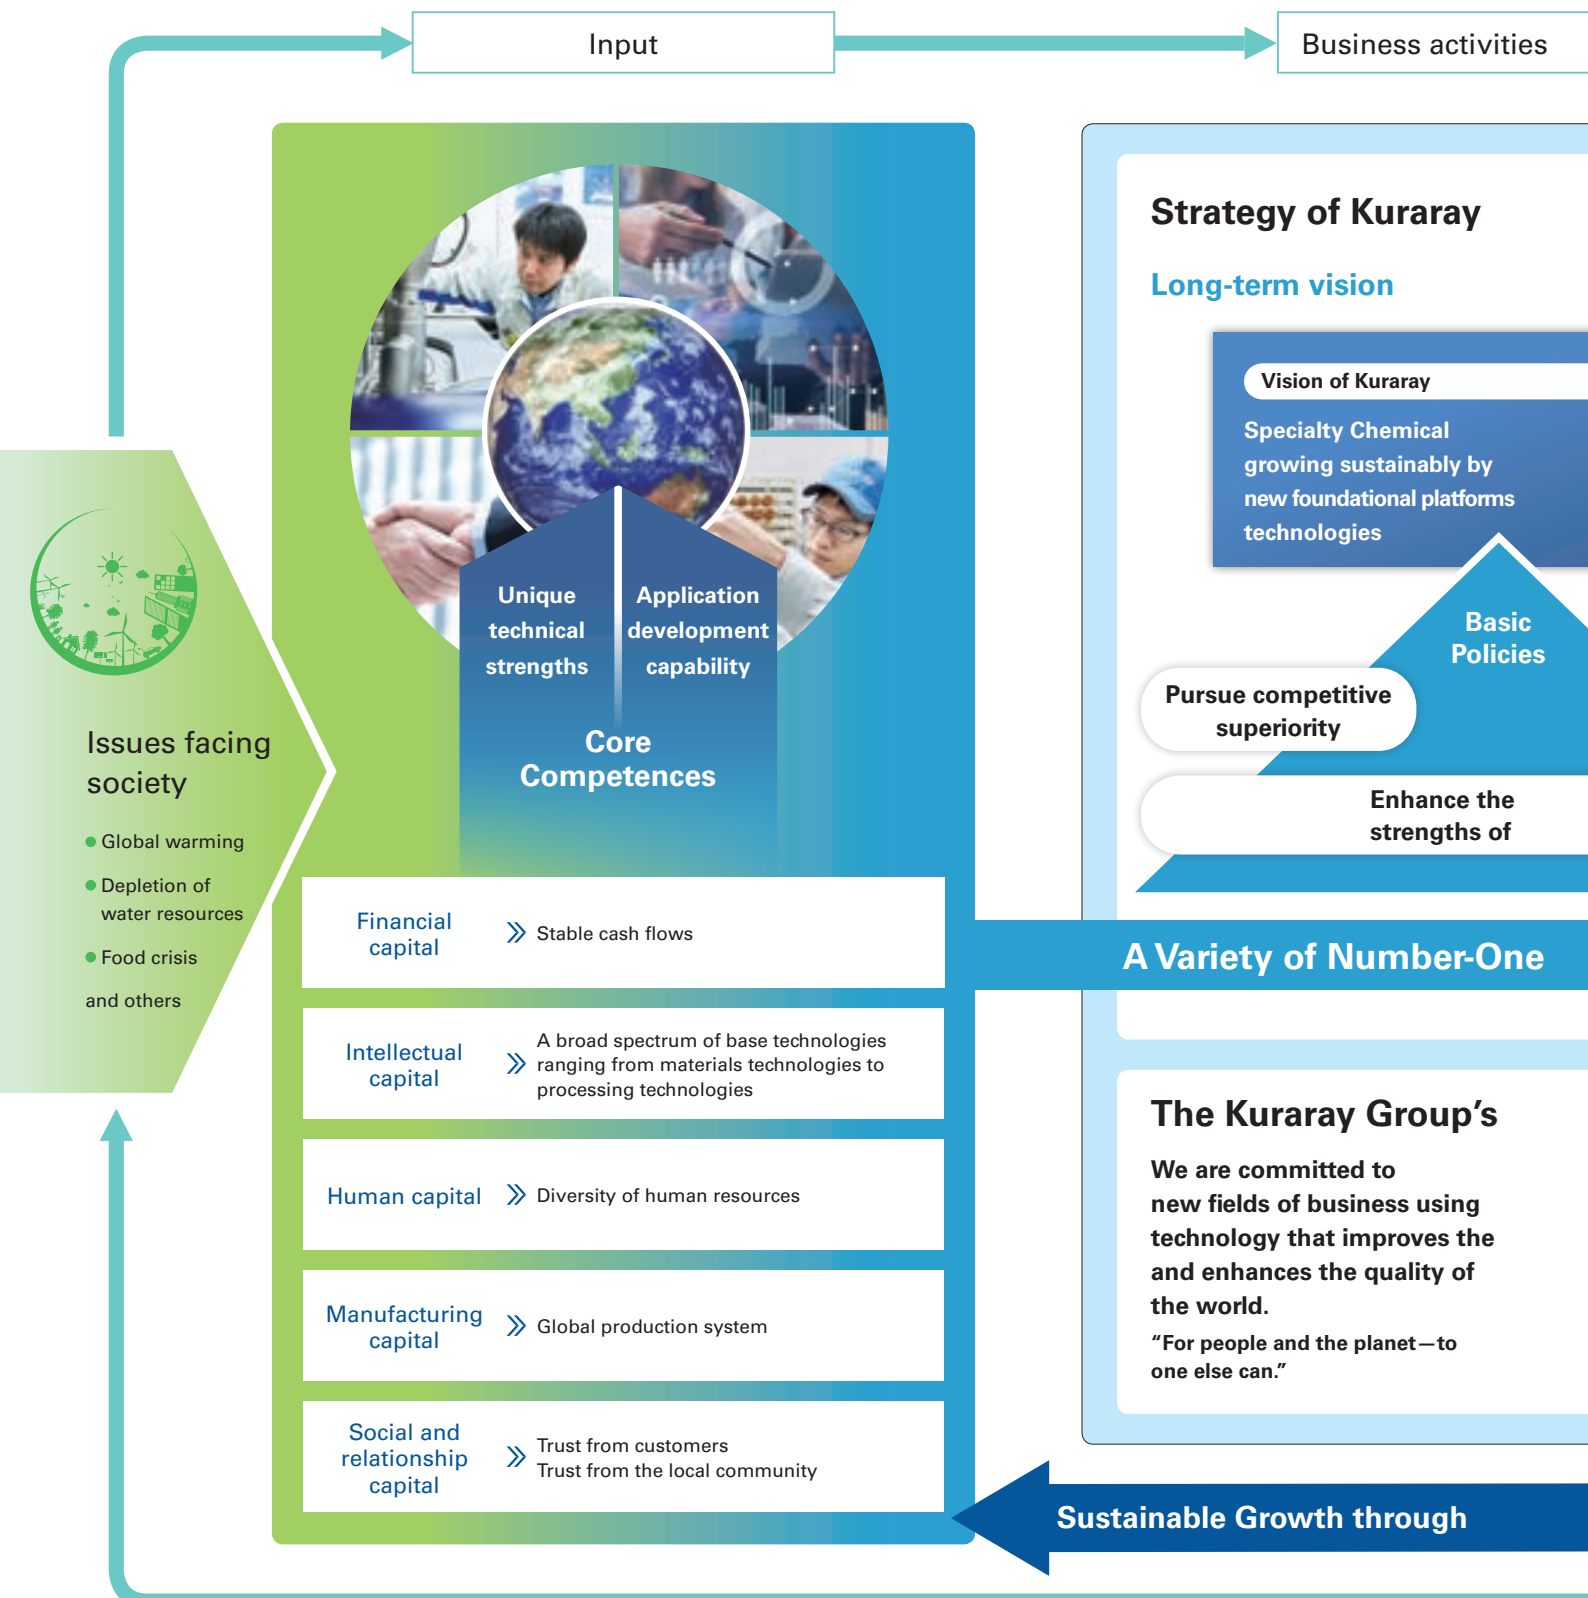 Input
Business activities
Issues facing
society
Global warming
Depletion of
water resources
Food crisis
and others
Unique
technical
strengths
Application
development
capability
Core
Competences
Financial
capital
Stable cash flows
Intellectual
capital
A broad spectrum of base technologies
ranging from materials technologies to
processing technologies
Human capital
Diversity of human resources
Manufacturing
capital
Global production system
Social and
relationship
capital
Trust from customers
Trust from the local community
Strategy of Kuraray
Long-term vision
Vision of Kuraray
Specialty Chemical
growing sustainably by
new foundational platforms
technologies
Basic
Policies
Pursue competitive
superiority
Enhance the
strengths of
A Variety of Number-One
The Kuraray Group’s
We are committed to
new fields of business using
technology that improves the
and enhances the quality of
the world.
“For people and the planet—to
one else can.”
Sustainable Growth through